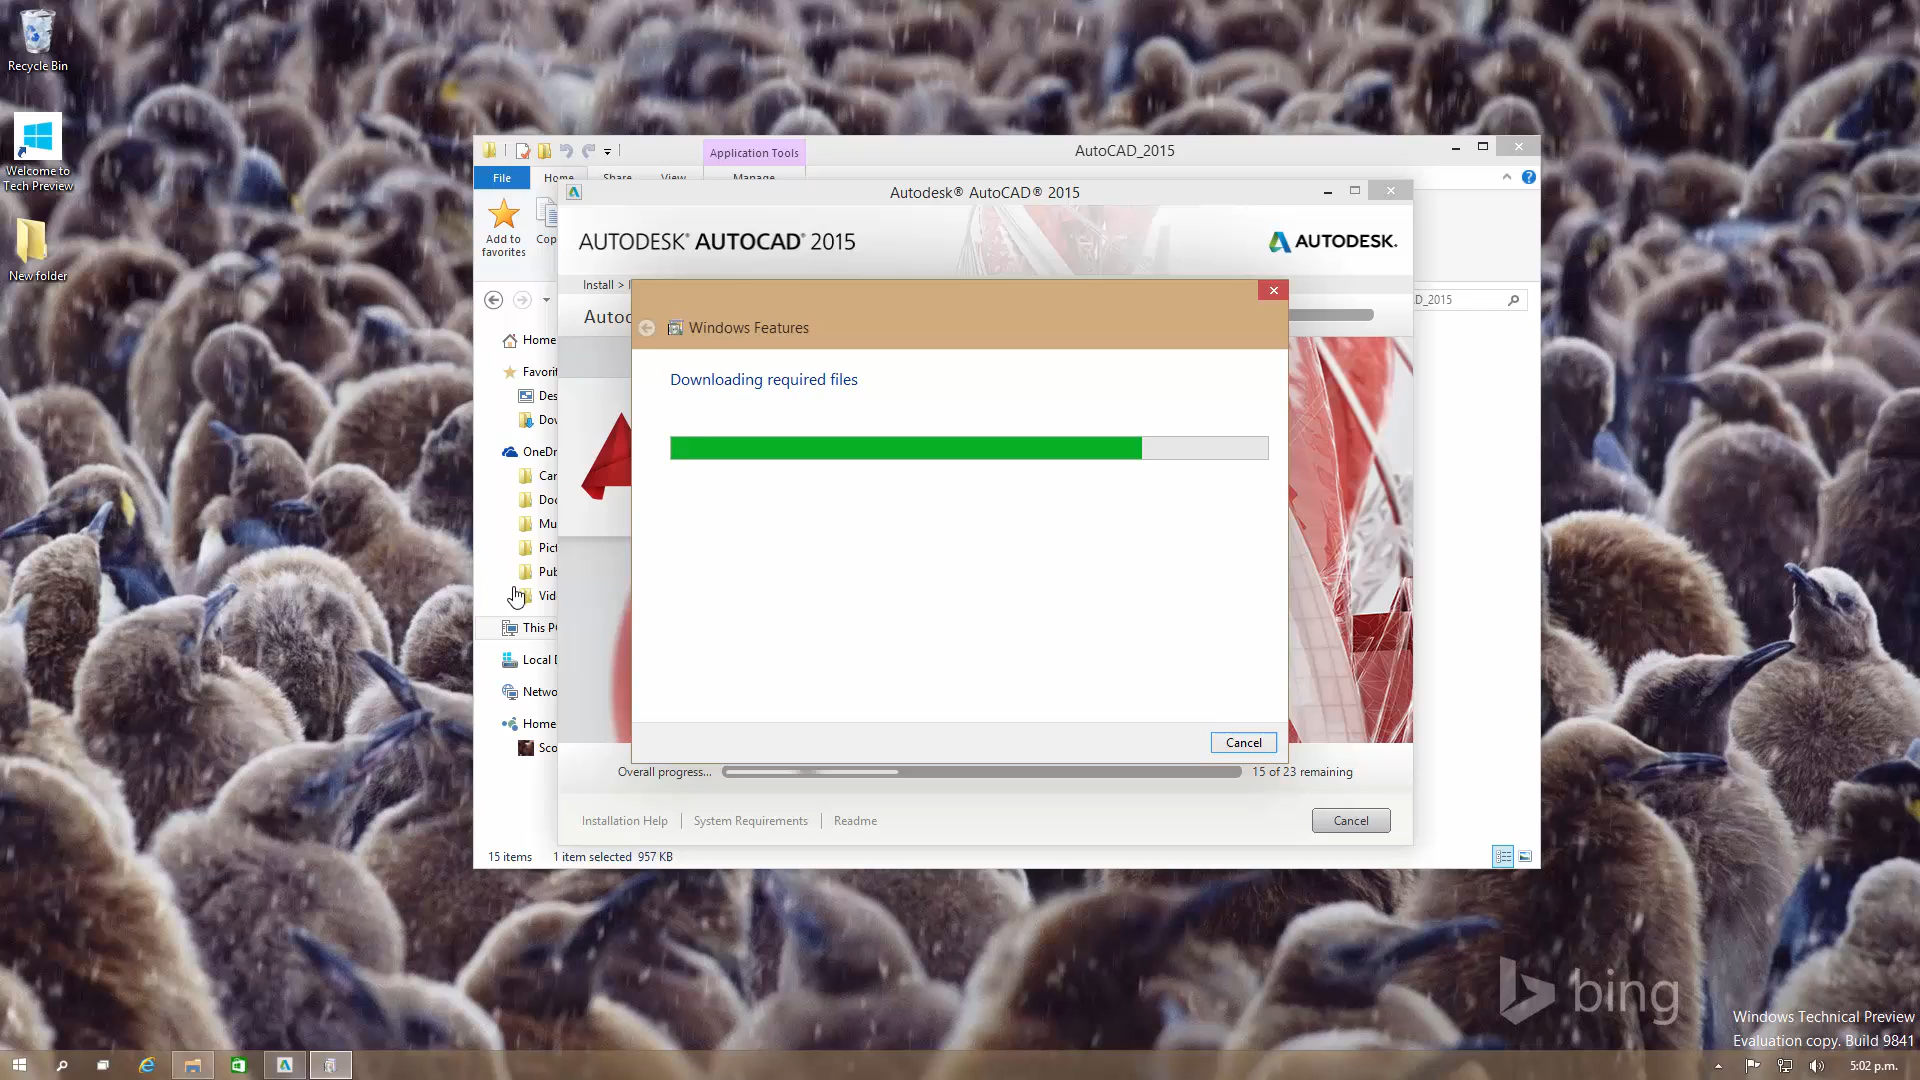 Recycle Bin
Welcome to
Tech Preview
New folder
Application Tools
AutoCAD_2015
File
Home
Share
View
Manage
Autodesk® AutoCAD® 2015
Add to
favorites
Cop
AUTODESK® AUTOCAD® 2015
AUTODESK.
Install >
D_2015
Autoc
Windows Features
Home
Favorit
Des
Dov
OneDr
Car
Doc
Mu
Pict
Pub
Vid
This P
Local D
Netwo
Home
Sco
Downloading required files
Cancel
Overall progress...
15 of 23 remaining
Installation Help
System Requirements
Readme
Cancel
15 items
1 item selected 957 KB
bing
Windows Technical Preview
Evaluation copy. Build 9841
5:02 p.m.